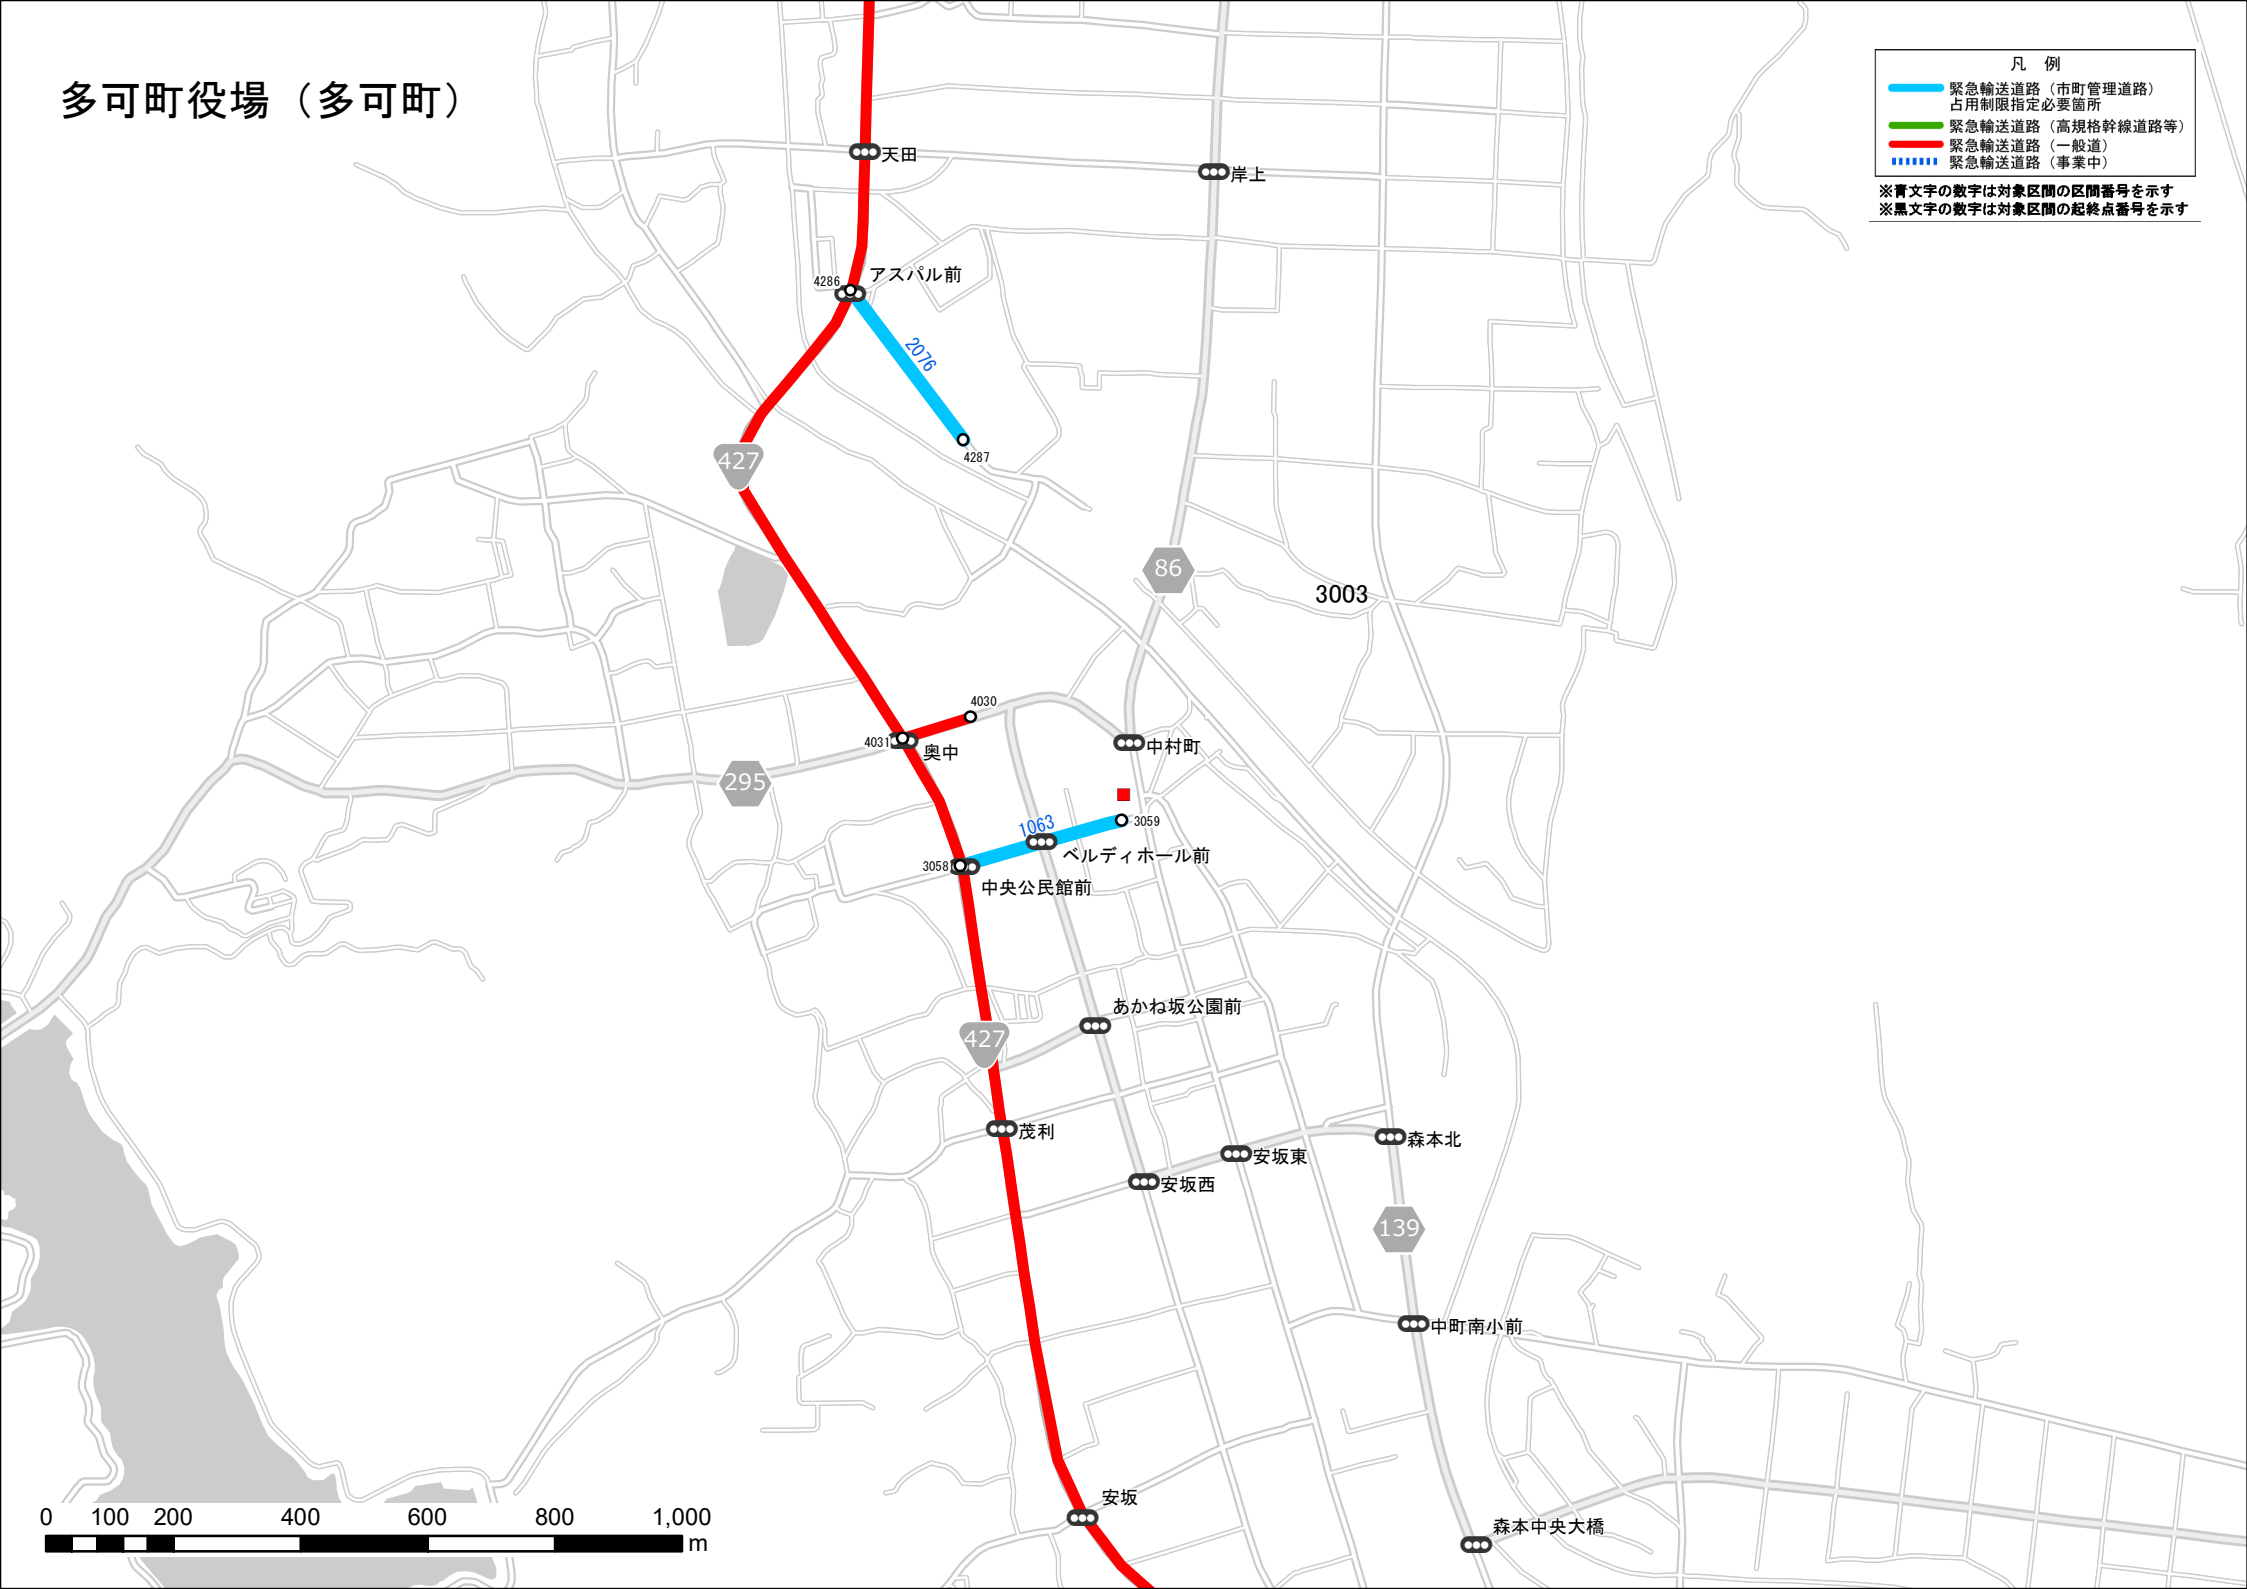 多可町役場（多可町）
凡　例
緊急輸送道路（市町管理道路）
占用制限指定必要箇所
緊急輸送道路（高規格幹線道路等）
緊急輸送道路（一般道）
緊急輸送道路（事業中）
※青文字の数字は対象区間の区間番号を示す
※黒文字の数字は対象区間の起終点番号を示す
天田
岸上
4286
アスパル前
2076
4287
427
86
3003
4030
4031
奥中
中村町
295
1063
3059
3058
ベルディホール前
中央公民館前
あかね坂公園前
427
茂利
森本北
安坂東
安坂西
139
中町南小前
安坂
森本中央大橋
0 100 200 400 600 800 1,000
m